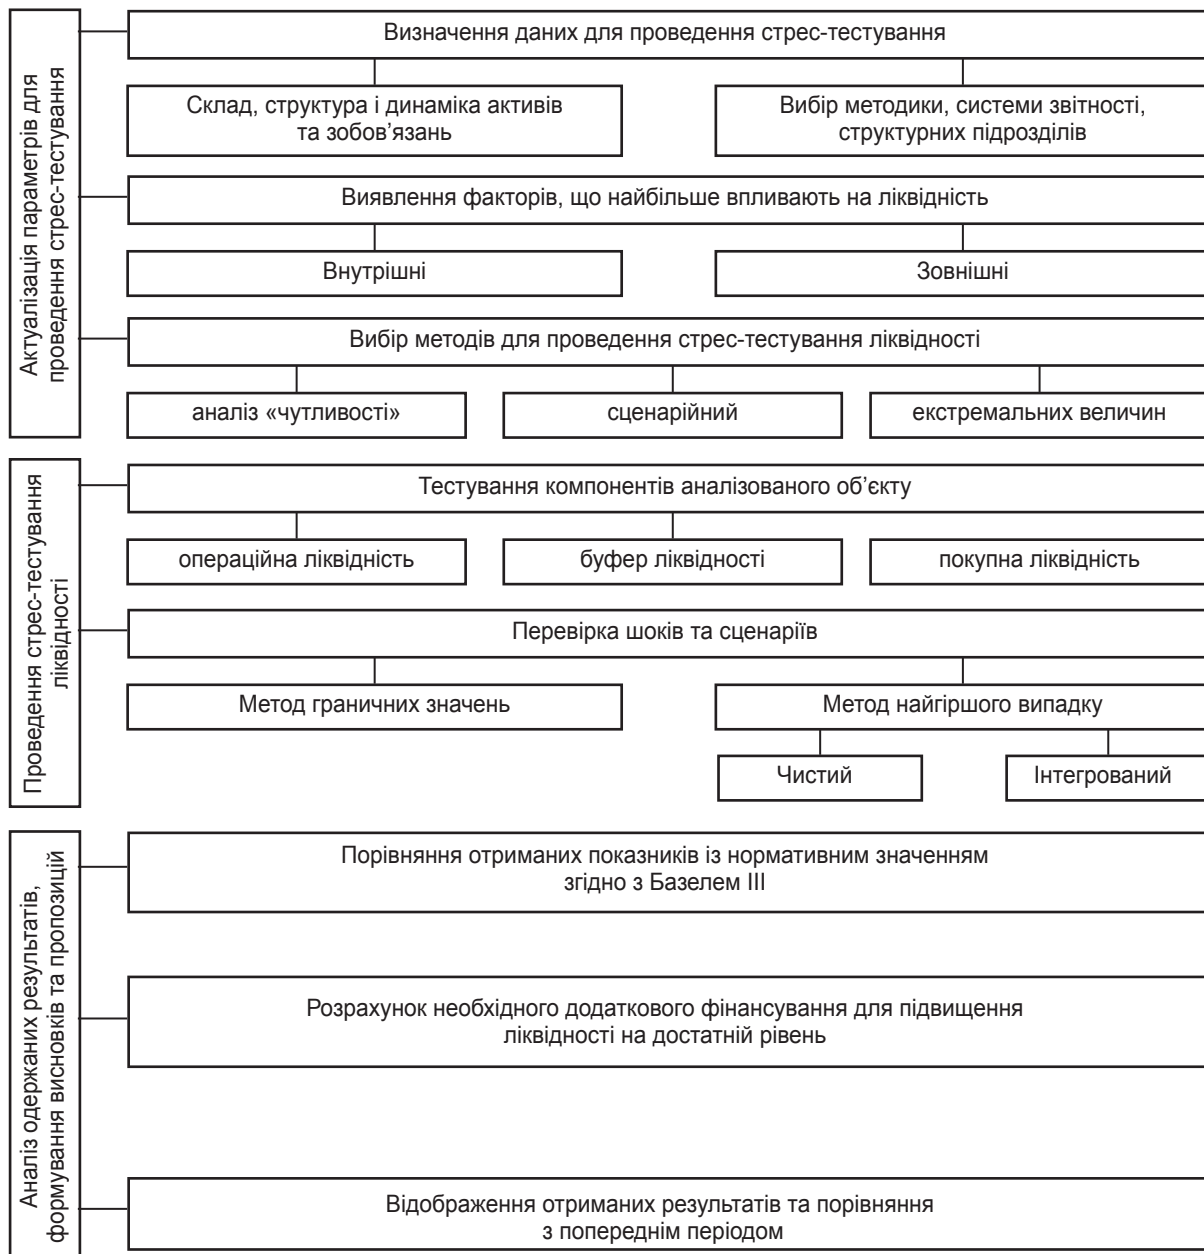 Актуалізація параметрів для
проведення стрес-тестування
Визначення даних для проведення стрес-тестування
Склад, структура і динаміка активів
та зобов’язань
Вибір методики, системи звітності,
структурних підрозділів
Виявлення факторів, що найбільше впливають на ліквідність
Внутрішні
Зовнішні
Вибір методів для проведення стрес-тестування ліквідності
аналіз «чутливості»
сценарійний
екстремальних величин
Проведення стрес-тестування
ліквідності
Тестування компонентів аналізованого об’єкту
операційна ліквідність
буфер ліквідності
покупна ліквідність
Перевірка шоків та сценаріїв
Метод граничних значень
Метод найгіршого випадку
Чистий
Інтегрований
Аналіз одержаних результатів,
формування висновків та пропозицій
Порівняння отриманих показників із нормативним значенням
згідно з Базелем III
Розрахунок необхідного додаткового фінансування для підвищення
ліквідності на достатній рівень
Відображення отриманих результатів та порівняння
з попереднім періодом